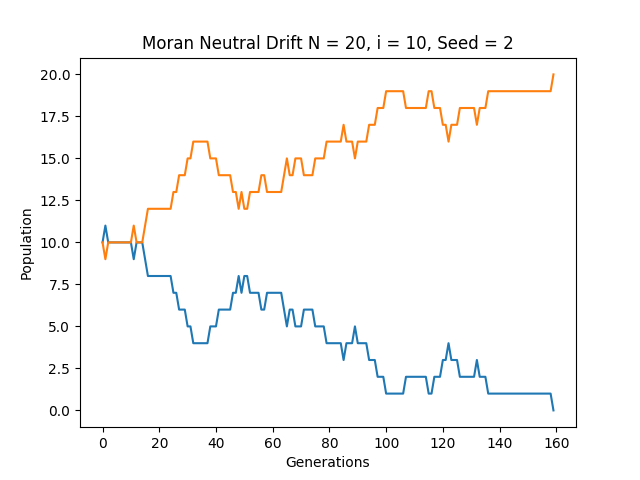 Moran Neutral Drift N = 20, i = 10, Seed = 2
20.0
17.5
15.0
12.5
10.0
7.5
5.0
2.5
0.0
Population
0 20 40 60 80 100 120 140 160
Generations